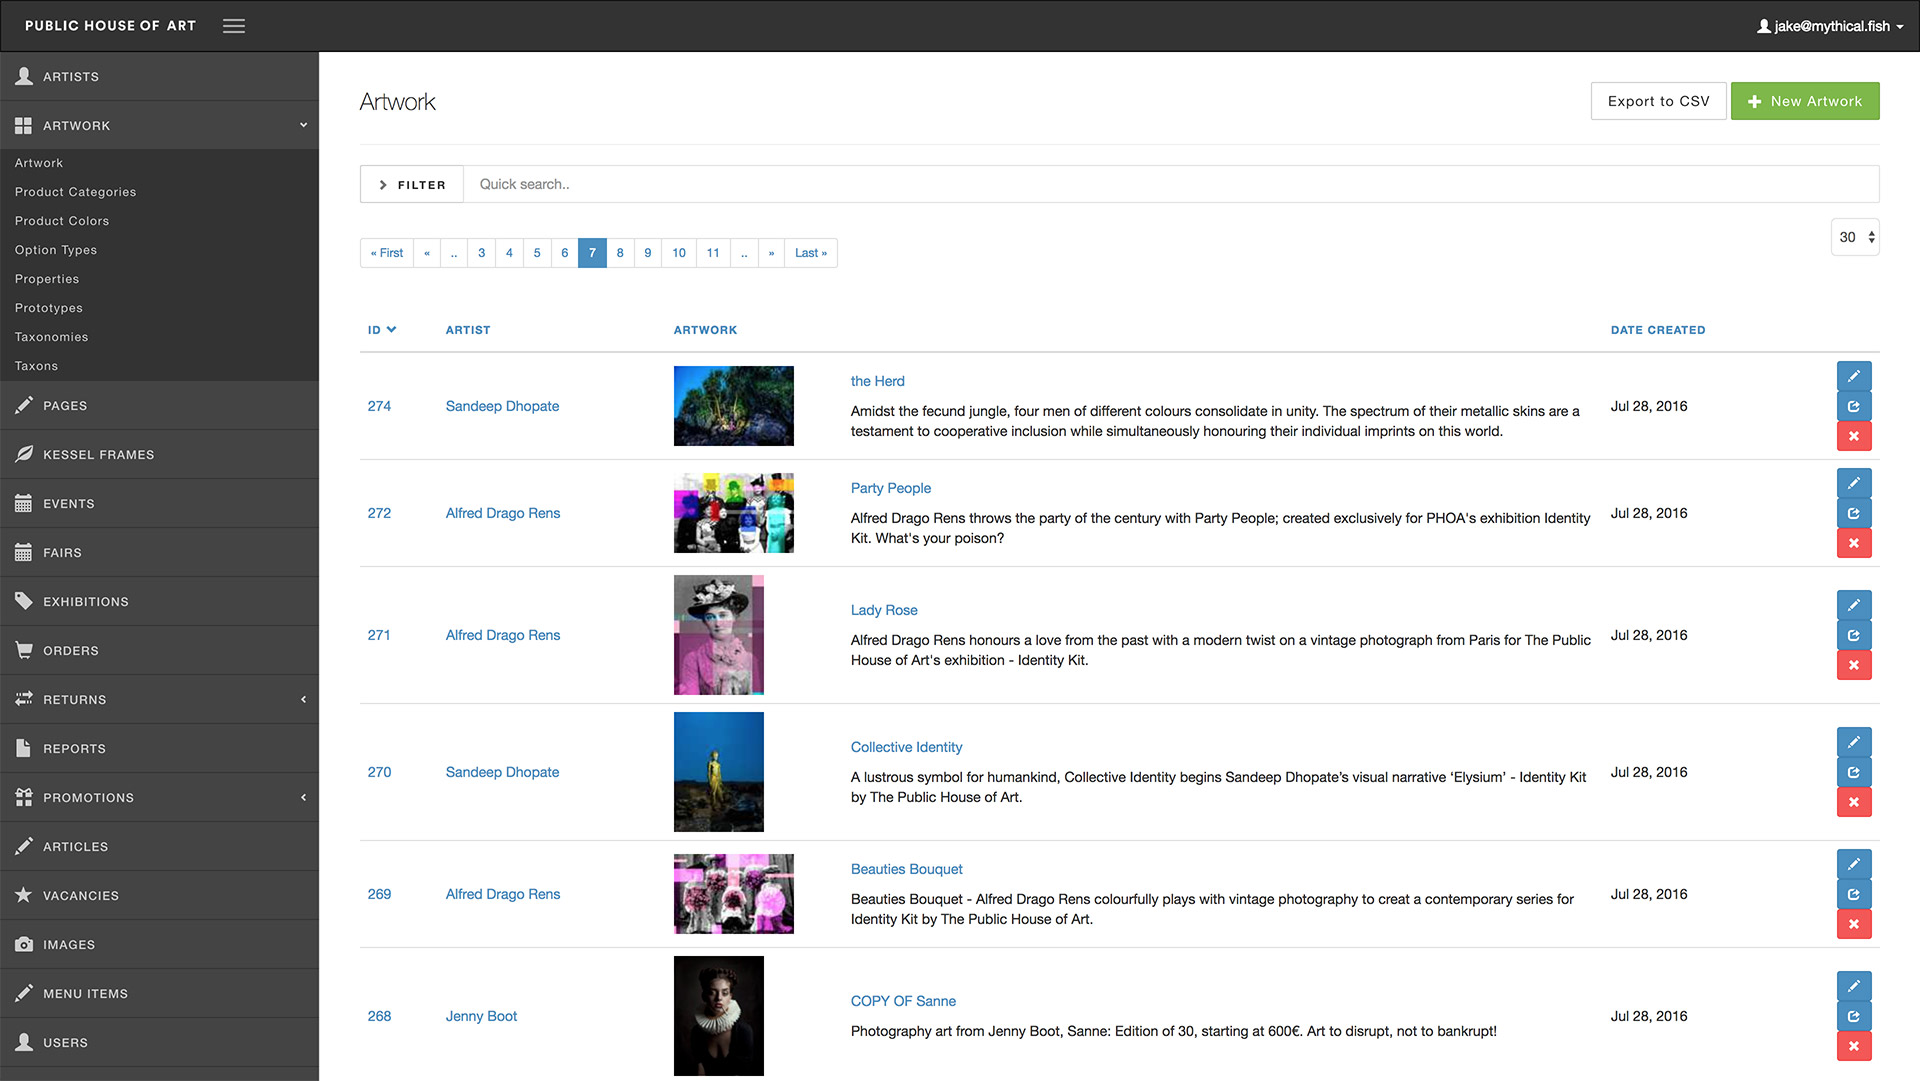 PUBLIC HOUSE OF ART
jake@mythical.fish
ARTISTS
ARTWORK
Artwork
Product Categories
Product Colors
Option Types
Properties
Prototypes
Taxonomies
Taxons
PAGES
KESSEL FRAMES
EVENTS
FAIRS
EXHIBITIONS
ORDERS
RETURNS
REPORTS
PROMOTIONS
ARTICLES
VACANCIES
IMAGES
MENU ITEMS
USERS
Artwork
Export to CSV
New Artwork
FILTER
Quick search..
30
« First « .. 3 4 5 6 7 8 9 10 11 .. » Last »
ID ARTIST ARTWORK DATE CREATED
274
Sandeep Dhopate
the Herd
Amidst the fecund jungle, four men of different colours consolidate in unity. The spectrum of their metallic skins are a
testament to cooperative inclusion while simultaneously honouring their individual imprints on this world.
Jul 28, 2016
272
Alfred Drago Rens
Party People
Alfred Drago Rens throws the party of the century with Party People; created exclusively for PHOA's exhibition Identity
Kit. What's your poison?
Jul 28, 2016
271
Alfred Drago Rens
Lady Rose
Alfred Drago Rens honours a love from the past with a modern twist on a vintage photograph from Paris for The Public
House of Art's exhibition - Identity Kit.
Jul 28, 2016
270
Sandeep Dhopate
Collective Identity
A lustrous symbol for humankind, Collective Identity begins Sandeep Dhopate’s visual narrative ‘Elysium’ - Identity Kit
by The Public House of Art.
Jul 28, 2016
269
Alfred Drago Rens
Beauties Bouquet
Beauties Bouquet - Alfred Drago Rens colourfully plays with vintage photography to creat a contemporary series for
Identity Kit by The Public House of Art.
Jul 28, 2016
268
Jenny Boot
COPY OF Sanne
Photography art from Jenny Boot, Sanne: Edition of 30, starting at 600€. Art to disrupt, not to bankrupt!
Jul 28, 2016